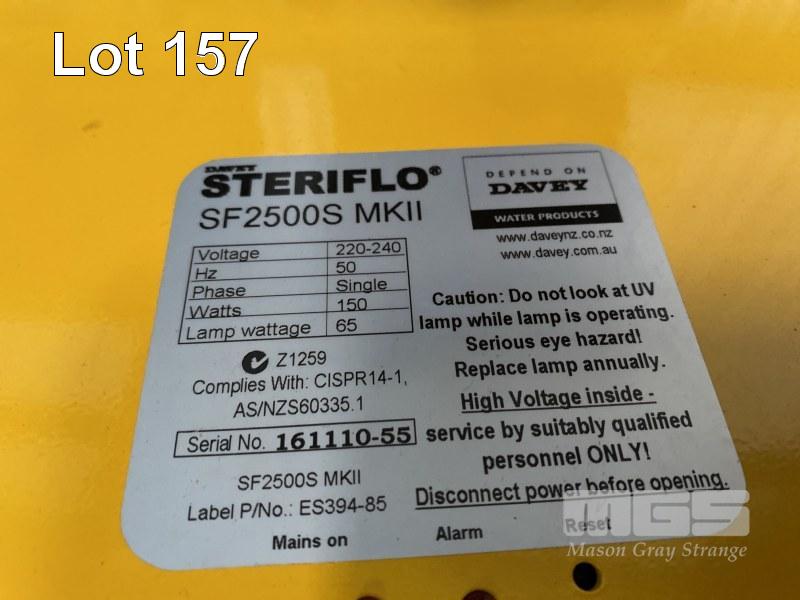 Lot 157
DAVEY
STERIFLO®
SF2500S MKII
Voltage 220-240
Hz 50
Phase Single
Watts 150
Lamp wattage 65
Z1259
Complies With: CISPR14-1,
AS/NZS60335.1
Serial No. 161110-55
SF2500S MKII
Label P/No.: ES394-85
DEPEND ON
DAVEY
WATER PRODUCTS
www.daveynz.co.nz
www.davey.com.au
Caution: Do not look at UV
lamp while lamp is operating.
Serious eye hazard!
Replace lamp annually.
High Voltage inside -
service by suitably qualified
personnel ONLY!
Disconnect power before opening.
Mains on Alarm Reset
MGS
Mason Gray Strange